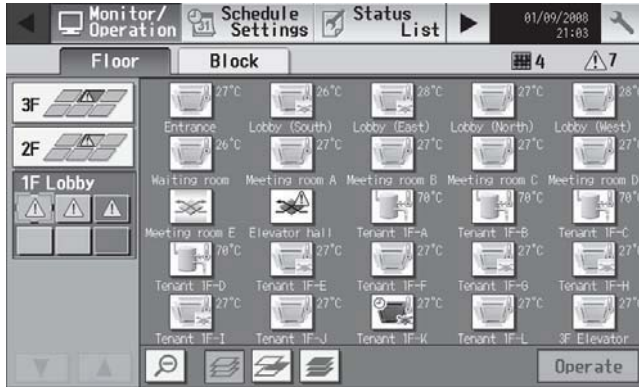 Monitor/
Operation
Schedule
Settings
Status
List
01/09/2008
21:03
Floor
Block
4
7
3F
2F
1F Lobby
27°C 26°C 28°C 27°C 28°
Entrance Lobby (South) Lobby (East) Lobby (North) Lobby (West)
26°C 27°C 27°C 27°C 27°
Waiting room Meeting room A Meeting room B Meeting room C Meeting room D
70°C 70°C 70°
Meeting room E Elevator hall Tenant 1F-A Tenant 1F-B Tenant 1F-C
70°C 27°C 27°C 27°C 27°
Tenant 1F-D Tenant 1F-E Tenant 1F-F Tenant 1F-G Tenant 1F-H
27°C 27°C 27°C 27°C 27°
Tenant 1F-I Tenant 1F-J Tenant 1F-K Tenant 1F-L 3F Elevator
Operate